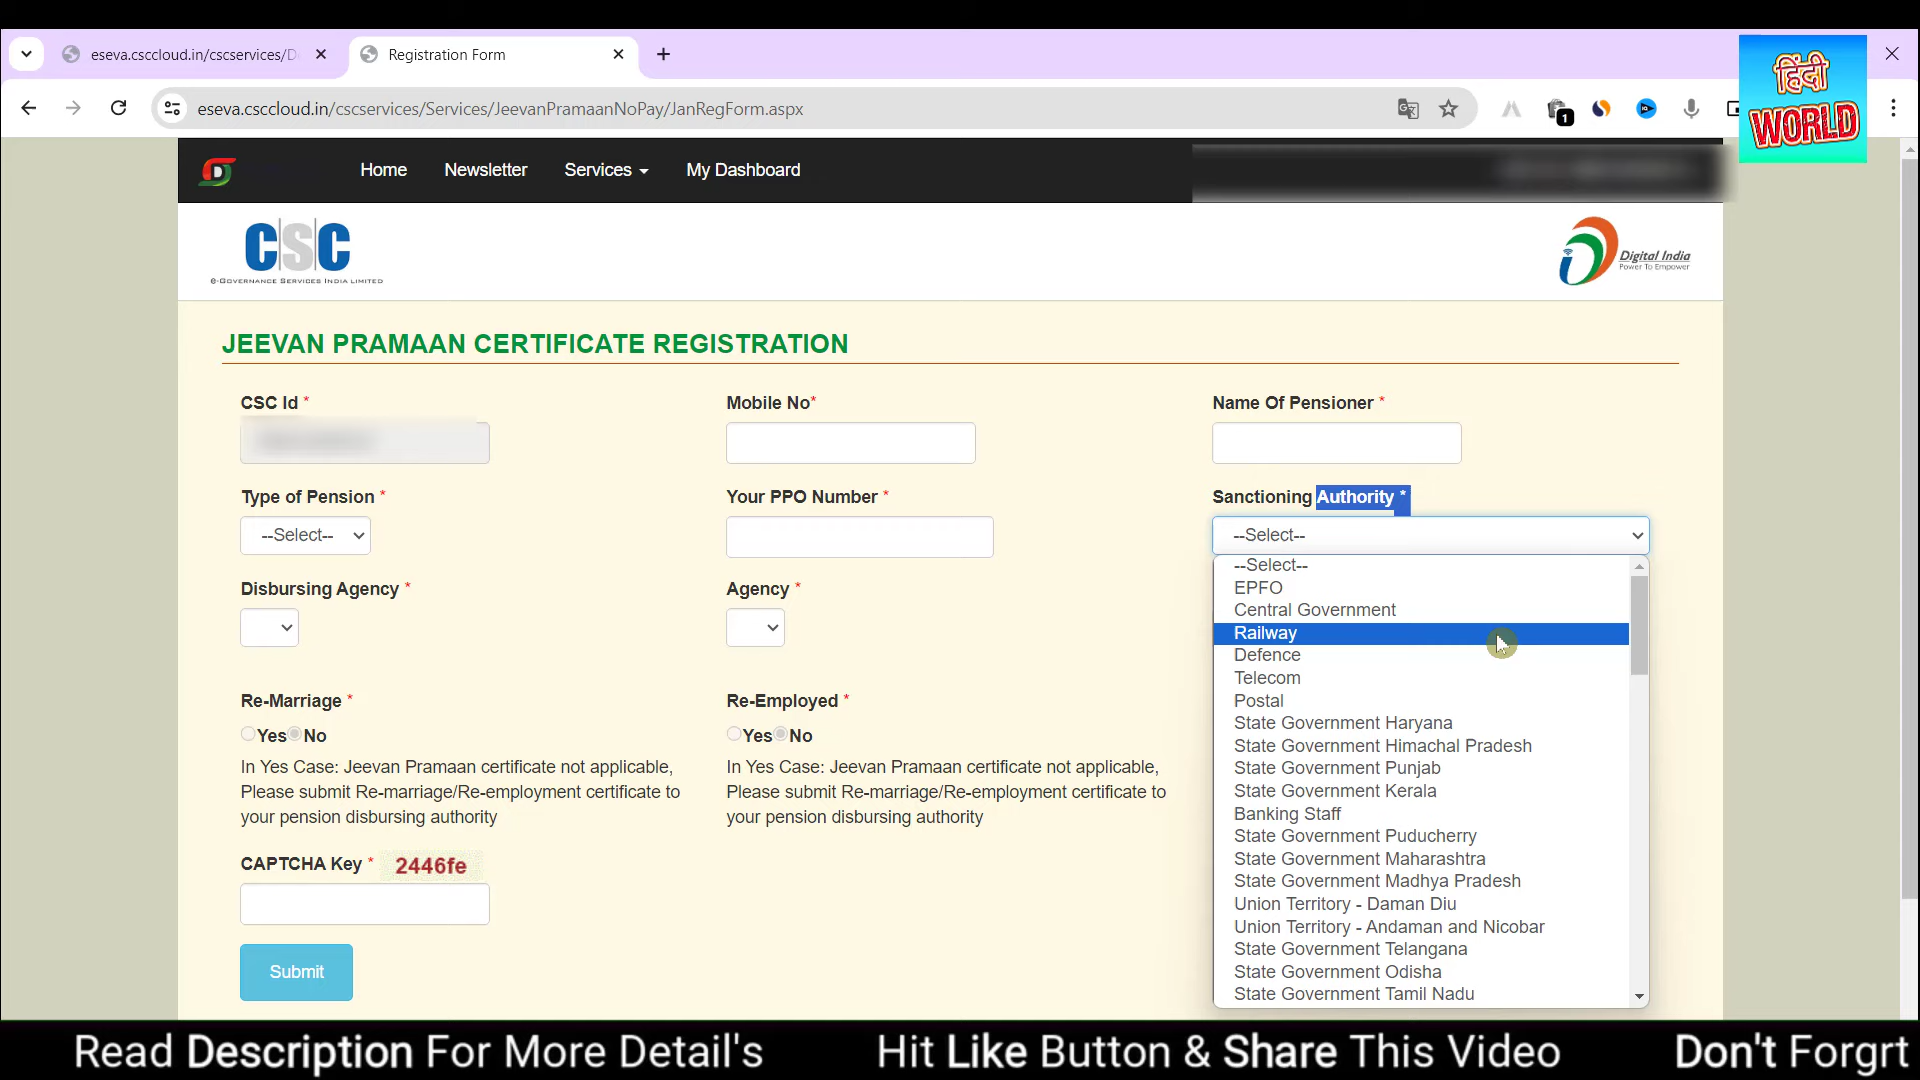 eseva.csccloud.in/cscservices/D
Registration Form
eseva.csccloud.in/cscservices/Services/JeevanPramaanNoPay/JanRegForm.aspx
1
हिंदी
WORLD
Home
Newsletter
Services
My Dashboard
CSC
e-Governance Services India Limited
Digital India
Power To Empower
JEEVAN PRAMAAN CERTIFICATE REGISTRATION
CSC Id *
Mobile No*
Name Of Pensioner *
Type of Pension *
Your PPO Number *
Sanctioning Authority *
--Select--
--Select--
--Select--
EPFO
Central Government
Railway
Defence
Telecom
Postal
State Government Haryana
State Government Himachal Pradesh
State Government Punjab
State Government Kerala
Banking Staff
State Government Puducherry
State Government Maharashtra
State Government Madhya Pradesh
Union Territory - Daman Diu
Union Territory - Andaman and Nicobar
State Government Telangana
State Government Odisha
State Government Tamil Nadu
Disbursing Agency *
Agency *
Re-Marriage *
Re-Employed *
Yes No
Yes No
In Yes Case: Jeevan Pramaan certificate not applicable,
Please submit Re-marriage/Re-employment certificate to
your pension disbursing authority
In Yes Case: Jeevan Pramaan certificate not applicable,
Please submit Re-marriage/Re-employment certificate to
your pension disbursing authority
CAPTCHA Key * 2446fe
Submit
Read Description For More Detail's
Hit Like Button & Share This Video
Don't Forgrt